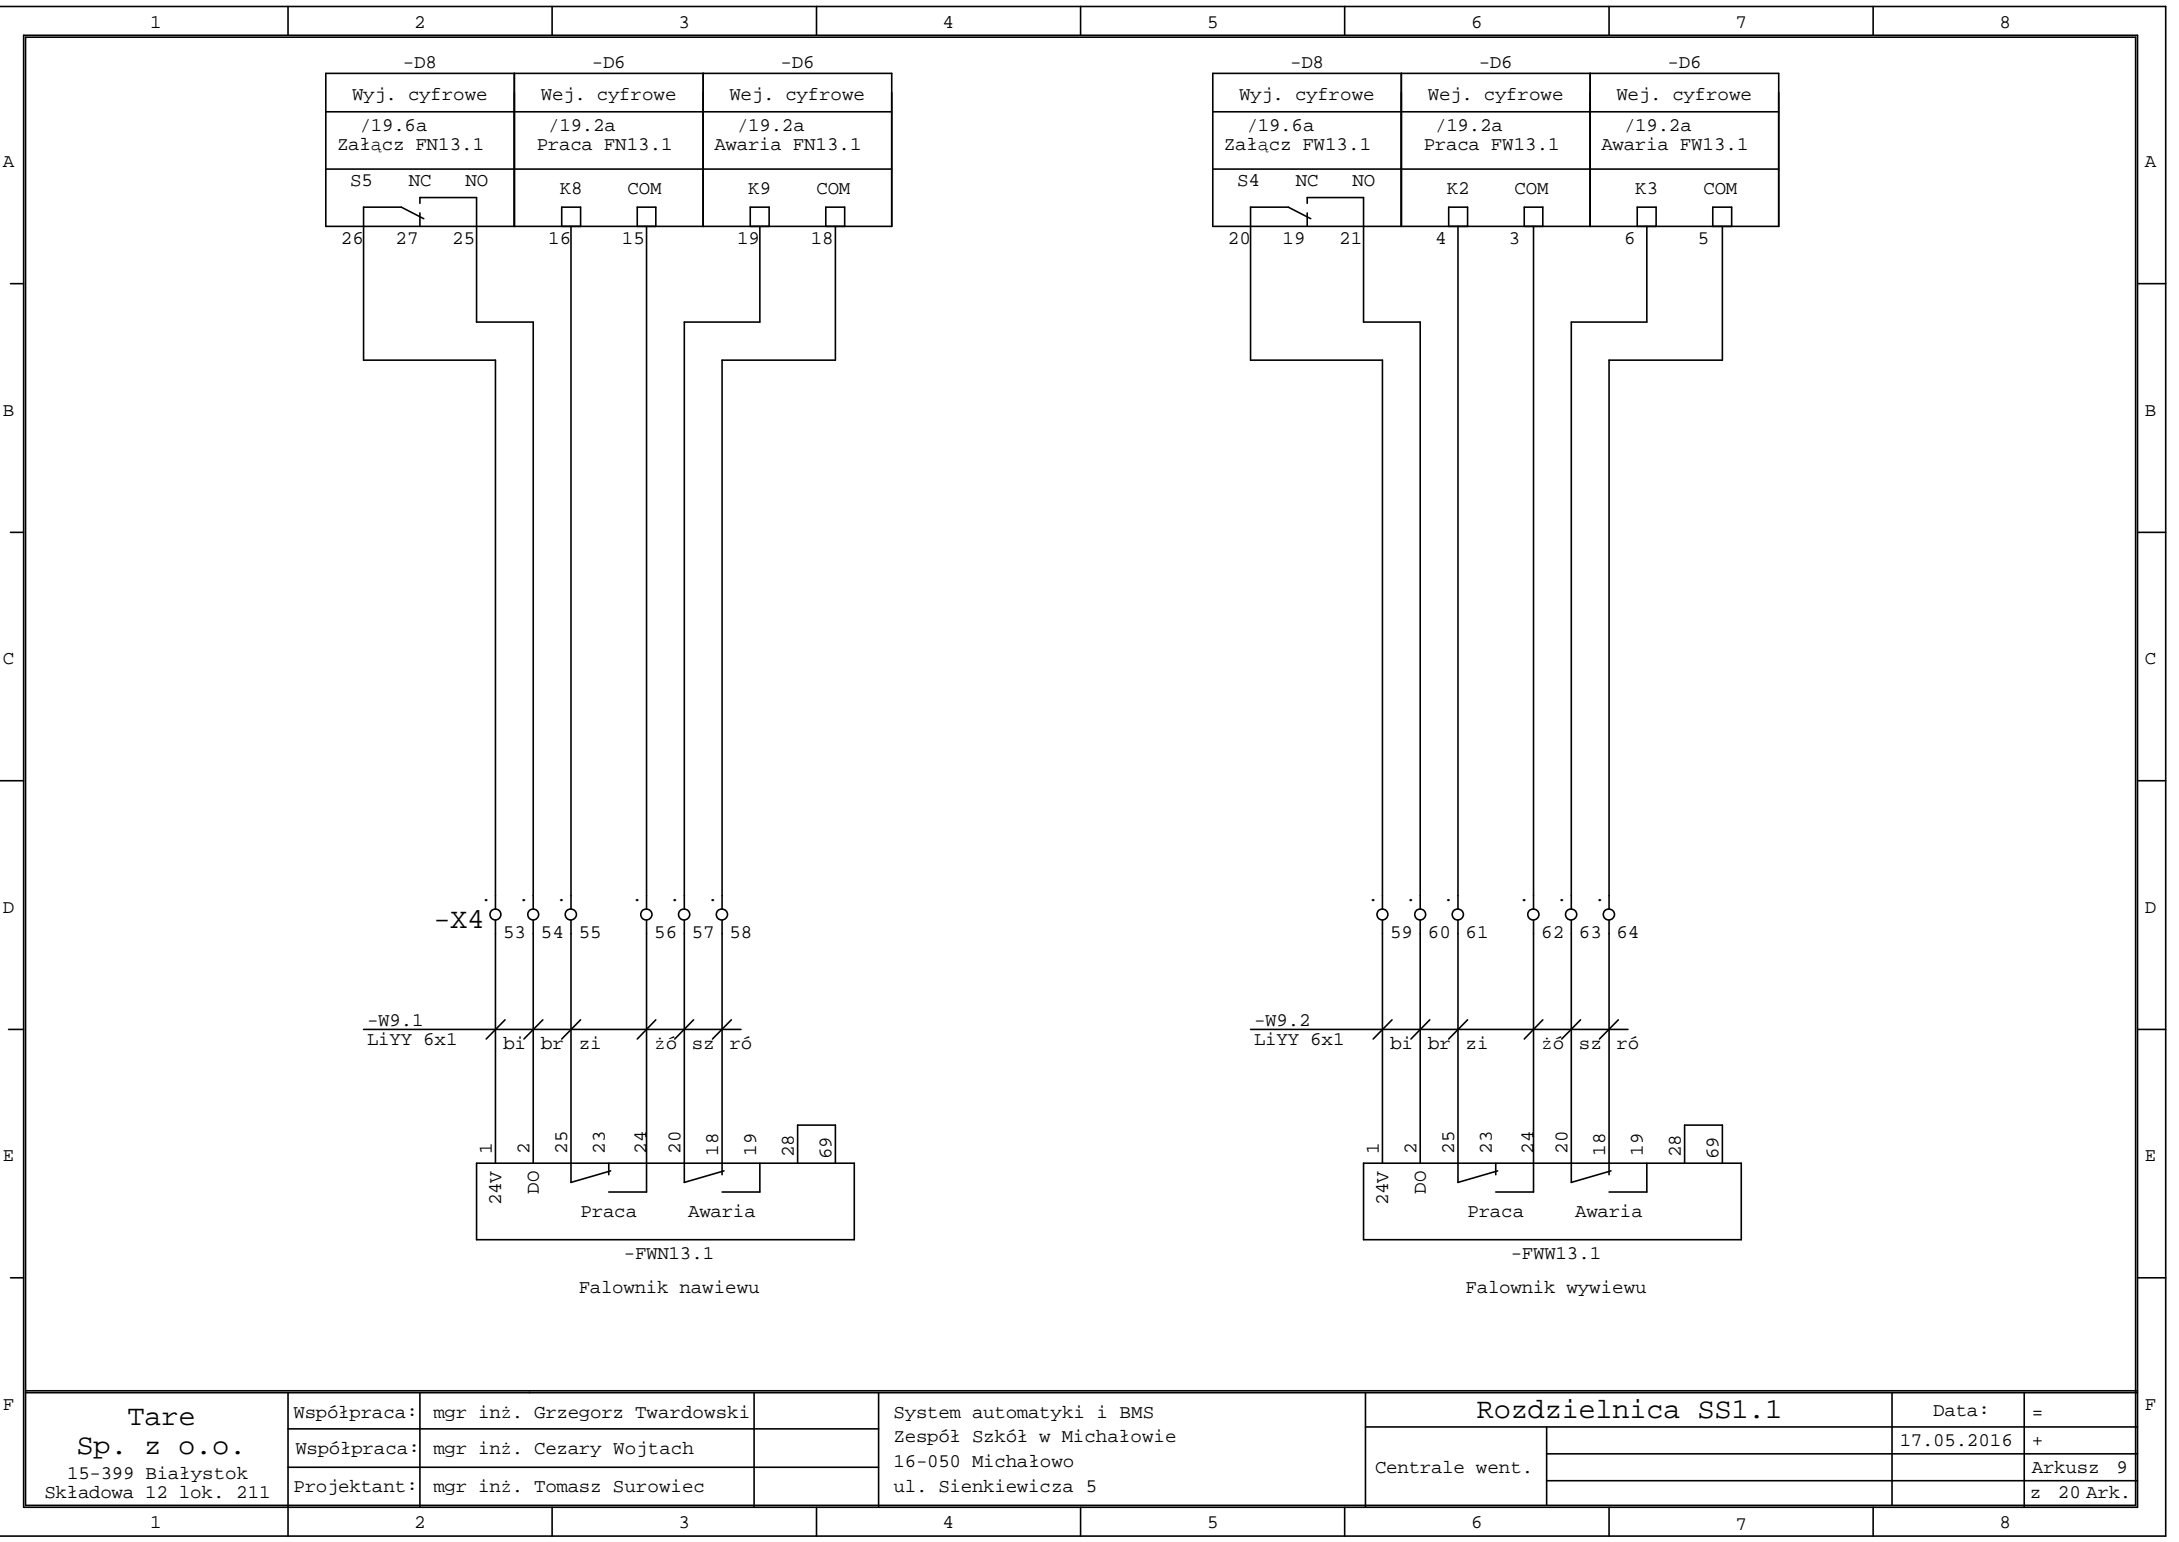 1 2 3 4 5 6 7 8
-D8 -D6 -D6
Wyj. cyfrowe Wej. cyfrowe Wej. cyfrowe
/19.6a /19.2a /19.2a
Załącz FN13.1 Praca FN13.1 Awaria FN13.1
S5 NC NO K8 COM K9 COM
26 27 25 16 15 19 18
-D8 -D6 -D6
Wyj. cyfrowe Wej. cyfrowe Wej. cyfrowe
/19.6a /19.2a /19.2a
Załącz FW13.1 Praca FW13.1 Awaria FW13.1
S4 NC NO K2 COM K3 COM
20 19 21 4 3 6 5
A A
B B
C C
D D
-X4 53 54 55 56 57 58
59 60 61 62 63 64
-W9.1
LiYY 6x1 bi br zi żó sz ró
-W9.2
LiYY 6x1 bi br zi żó sz ró
E E
1 2 25 23 24 20 18 19 28 69
24V DO
Praca Awaria
-FWN13.1
Falownik nawiewu
1 2 25 23 24 20 18 19 28 69
24V DO
Praca Awaria
-FWW13.1
Falownik wywiewu
F F
Tare
Sp. z o.o.
15-399 Białystok
Składowa 12 lok. 211
Współpraca: mgr inż. Grzegorz Twardowski
Współpraca: mgr inż. Cezary Wojtach
Projektant: mgr inż. Tomasz Surowiec
System automatyki i BMS
Zespół Szkół w Michałowie
16-050 Michałowo
ul. Sienkiewicza 5
Rozdzielnica SS1.1
Centrale went.
Data: =
17.05.2016 +
Arkusz 9
z 20 Ark.
1 2 3 4 5 6 7 8